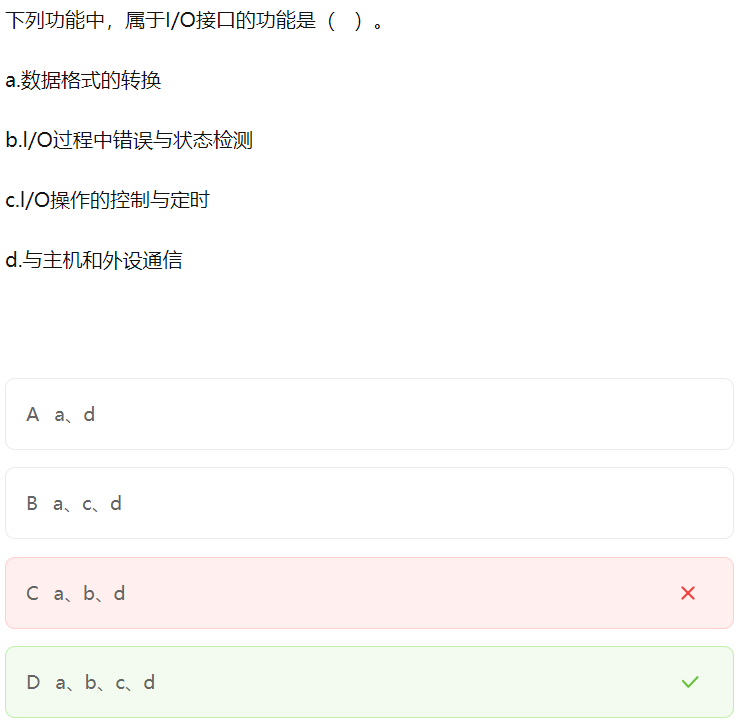 下列功能中，属于I/O接口的功能是（　）。
a.数据格式的转换
b.I/O过程中错误与状态检测
c.I/O操作的控制与定时
d.与主机和外设通信
A a、d
B a、c、d
C a、b、d
D a、b、c、d